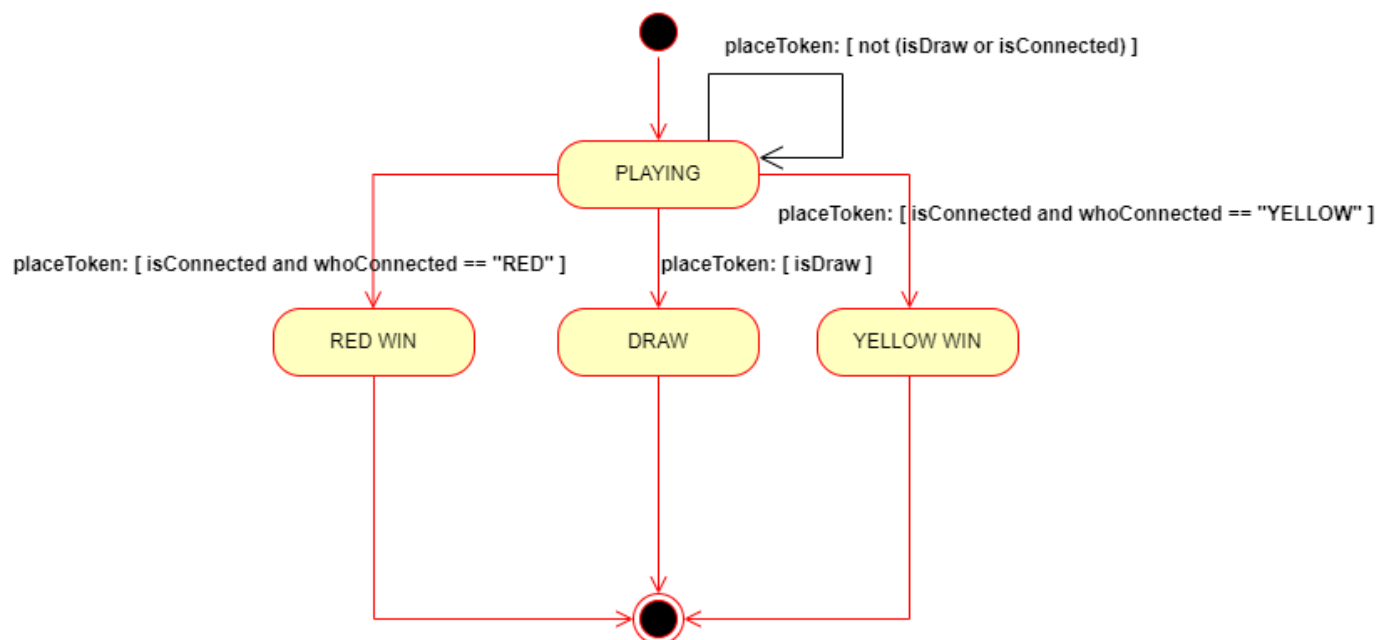 placeToken: [ not (isDraw or isConnected) ]
PLAYING
placeToken: [ isConnected and whoConnected == "YELLOW" ]
placeToken: [ isConnected and whoConnected == "RED" ]
placeToken: [ isDraw ]
RED WIN
DRAW
YELLOW WIN